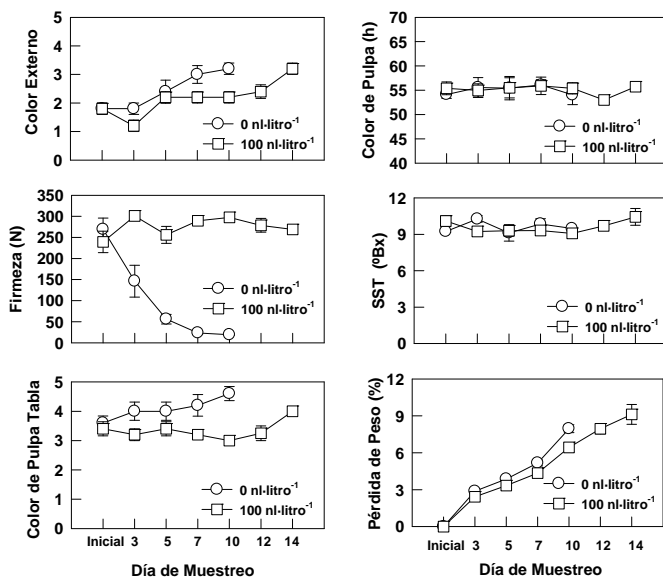 Color Externo
5
4
3
2
1
0
0 nl·litro⁻¹
100 nl·litro⁻¹
Color de Pulpa (h)
70
65
60
55
50
45
40
0 nl·litro⁻¹
100 nl·litro⁻¹
Firmeza (N)
350
300
250
200
150
100
50
0
0 nl·litro⁻¹
100 nl·litro⁻¹
SST (ºBx)
12
9
6
3
0
0 nl·litro⁻¹
100 nl·litro⁻¹
Color de Pulpa Tabla
5
4
3
2
1
0
0 nl·litro⁻¹
100 nl·litro⁻¹
Inicial 3 5 7 10 12 14
Día de Muestreo
Pérdida de Peso (%)
12
9
6
3
0
0 nl·litro⁻¹
100 nl·litro⁻¹
Inicial 3 5 7 10 12 14
Día de Muestreo